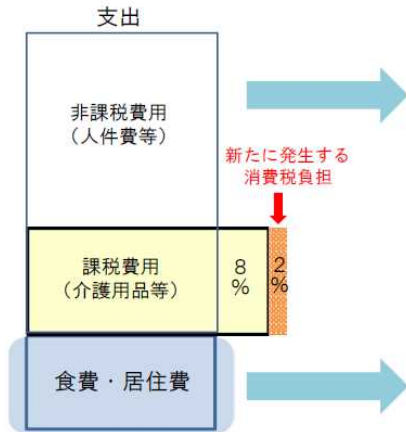 支出
非課税費用
（人件費等）
新たに発生する
消費税負担
課税費用
（介護用品等）
８
％
２
％
食費・居住費